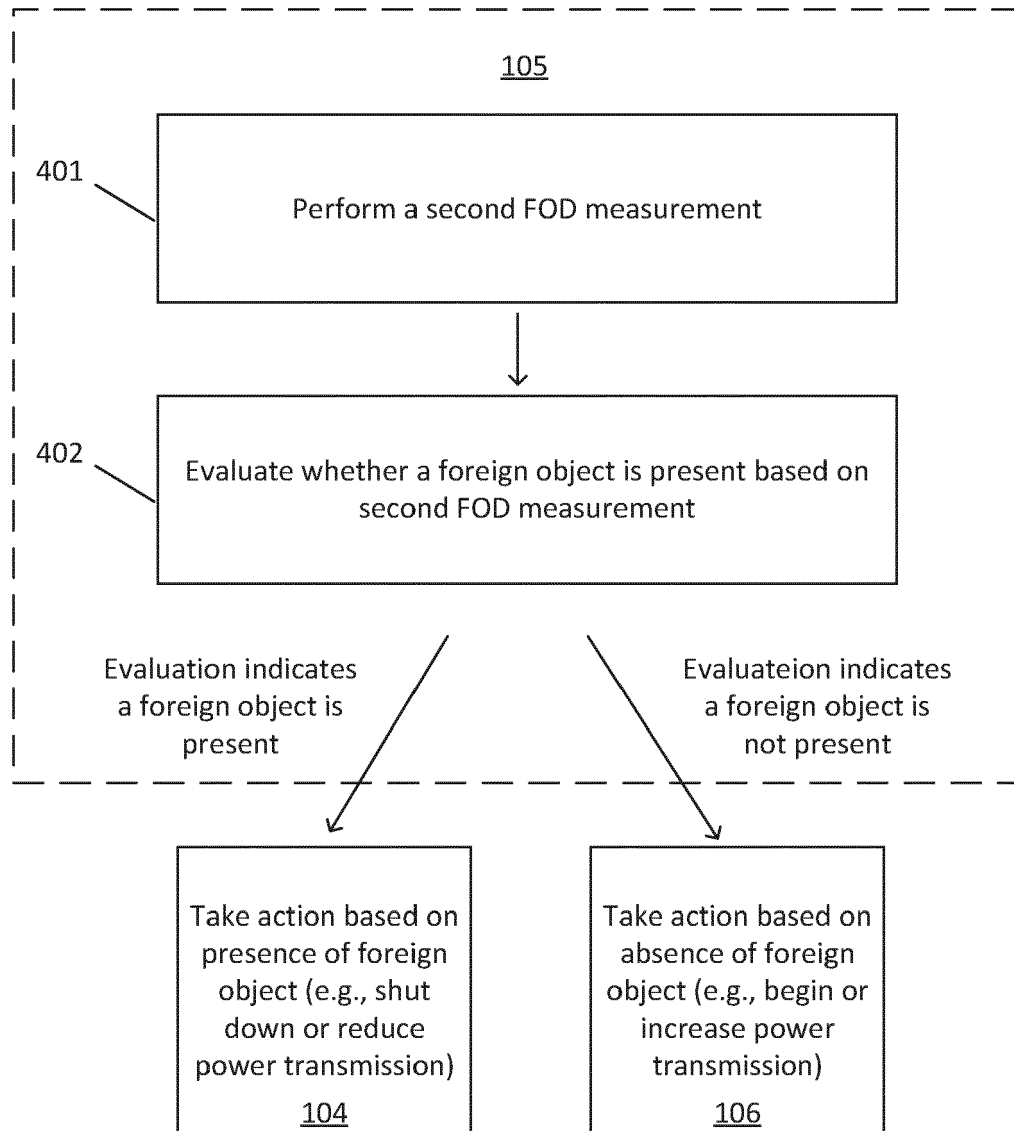 105
401
Perform a second FOD measurement
402
Evaluate whether a foreign object is present based on
second FOD measurement
Evaluation indicates
a foreign object is
present
Evaluateion indicates
a foreign object is
not present
Take action based on
presence of foreign
object (e.g., shut
down or reduce
power transmission)
104
Take action based on
absence of foreign
object (e.g., begin or
increase power
transmission)
106